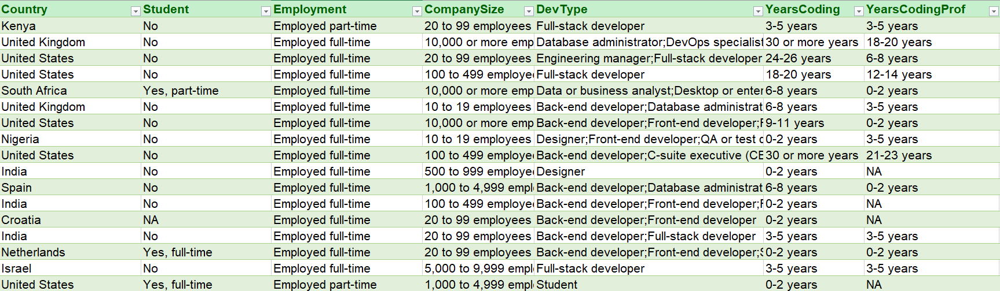 Country Student Employment CompanySize DevType YearsCoding YearsCodingProf
Kenya No Employed part-time 20 to 99 employees Full-stack developer 3-5 years 3-5 years
United Kingdom No Employed full-time 10,000 or more emp Database administrator;DevOps specialist 30 or more years 18-20 years
United States No Employed full-time 20 to 99 employees Engineering manager;Full-stack developer 24-26 years 6-8 years
United States No Employed full-time 100 to 499 employee Full-stack developer 18-20 years 12-14 years
South Africa Yes, part-time Employed full-time 10,000 or more emp Data or business analyst;Desktop or enter 6-8 years 0-2 years
United Kingdom No Employed full-time 10 to 19 employees Back-end developer;Database administrat 6-8 years 3-5 years
United States No Employed full-time 10,000 or more emp Back-end developer;Front-end developer;F 9-11 years 0-2 years
Nigeria No Employed full-time 10 to 19 employees Designer;Front-end developer;QA or test d 0-2 years 3-5 years
United States No Employed full-time 100 to 499 employee Back-end developer;C-suite executive (CE 30 or more years 21-23 years
India No Employed full-time 500 to 999 employee Designer 0-2 years NA
Spain No Employed full-time 1,000 to 4,999 empl Back-end developer;Database administrat 6-8 years 0-2 years
India No Employed full-time 100 to 499 employee Back-end developer;Front-end developer;F 0-2 years NA
Croatia NA Employed full-time 20 to 99 employees Back-end developer;Front-end developer 0-2 years NA
India No Employed full-time 20 to 99 employees Back-end developer;Full-stack developer 3-5 years 3-5 years
Netherlands Yes, full-time Employed full-time 20 to 99 employees Back-end developer;Front-end developer;S 0-2 years 0-2 years
Israel No Employed full-time 5,000 to 9,999 empl Full-stack developer 3-5 years 3-5 years
United States Yes, full-time Employed part-time 1,000 to 4,999 empl Student 0-2 years NA